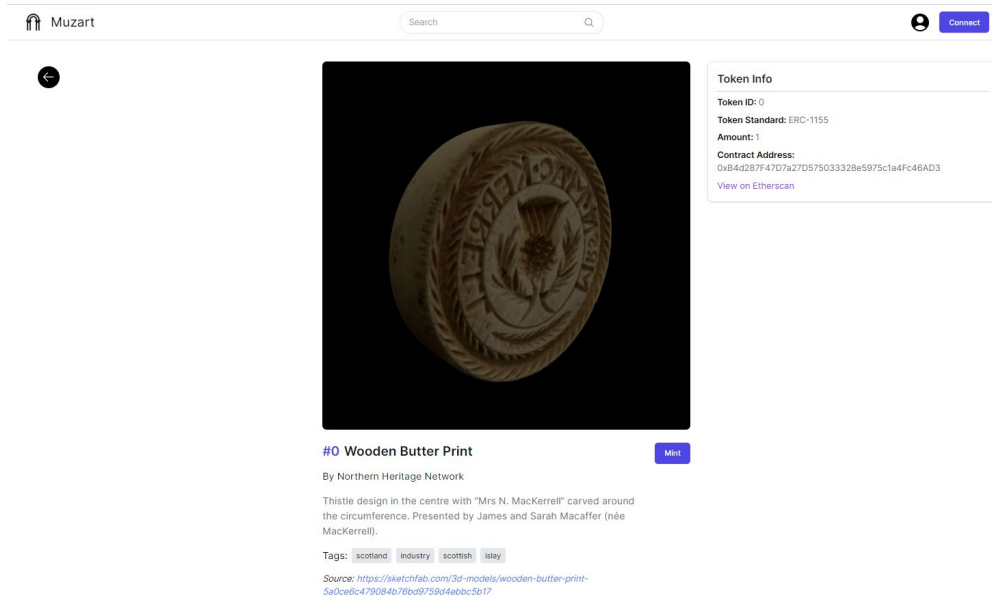 Muzart
Search
Connect
Token Info
Token ID: 0
Token Standard: ERC-1155
Amount: 1
Contract Address:
0xB4d287F47D7a27D575033328e5975c1a4Fc46AD3
View on Etherscan
#0 Wooden Butter Print
Mint
By Northern Heritage Network
Thistle design in the centre with "Mrs N. MacKerrell" carved around
the circumference. Presented by James and Sarah Macaffer (née
MacKerrell).
Tags: scotland industry scottish islay
Source: https://sketchfab.com/3d-models/wooden-butter-print-
5a0ce6c479084b76bd9759d4ebbc5b17